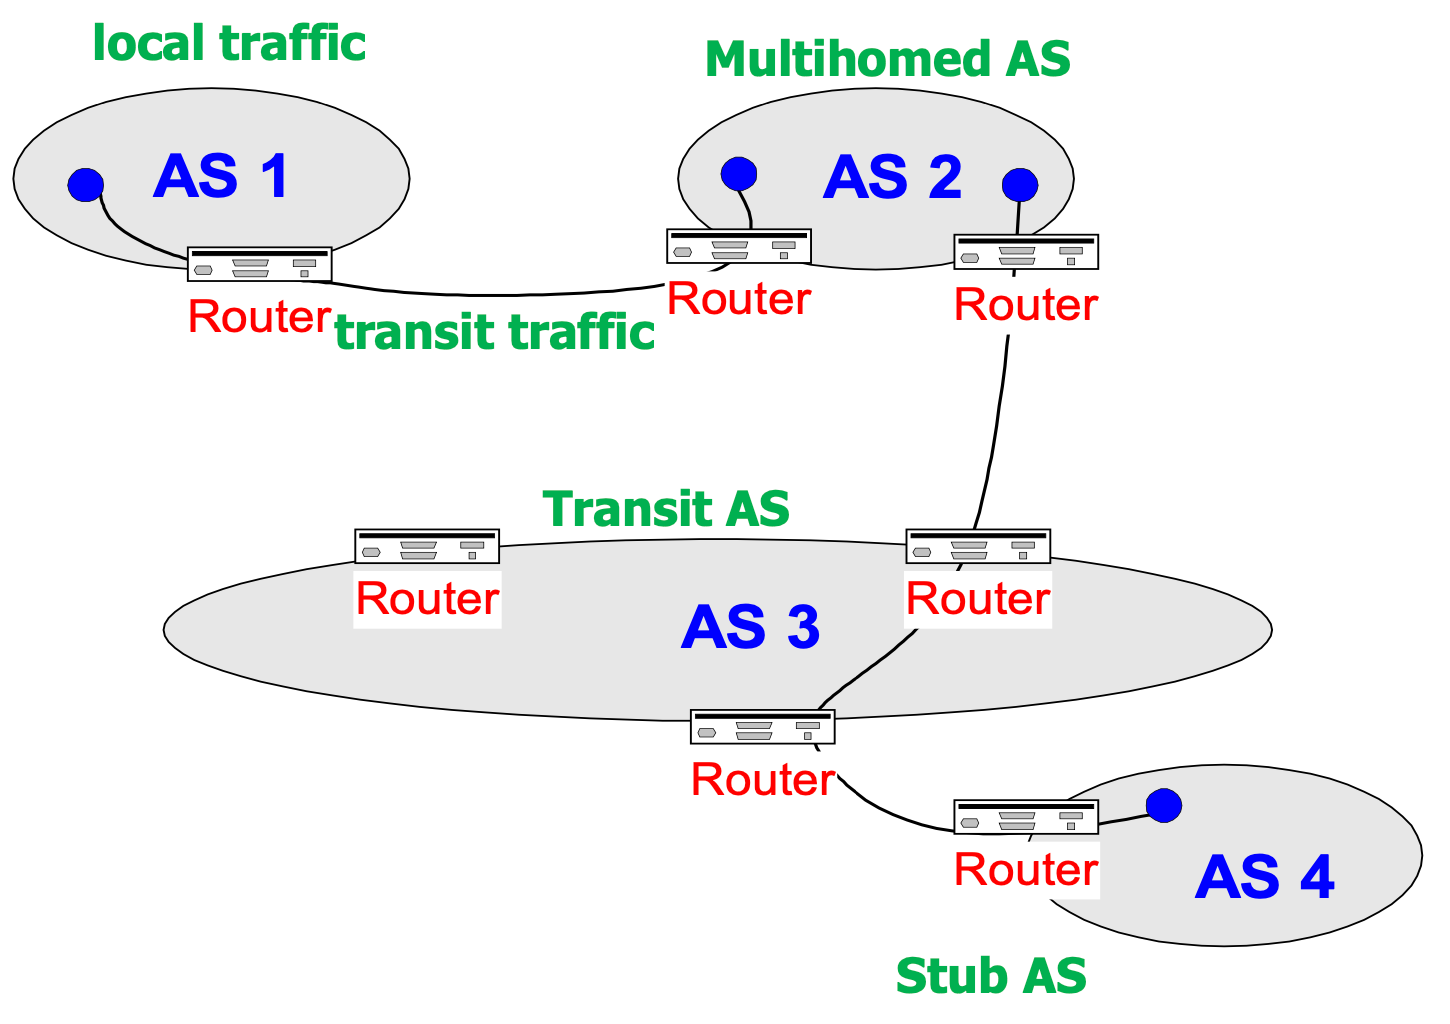 local traffic
Multihomed AS
AS 1
AS 2
Router
Router
Router
transit traffic
Transit AS
Router
Router
AS 3
Router
Router
AS 4
Stub AS